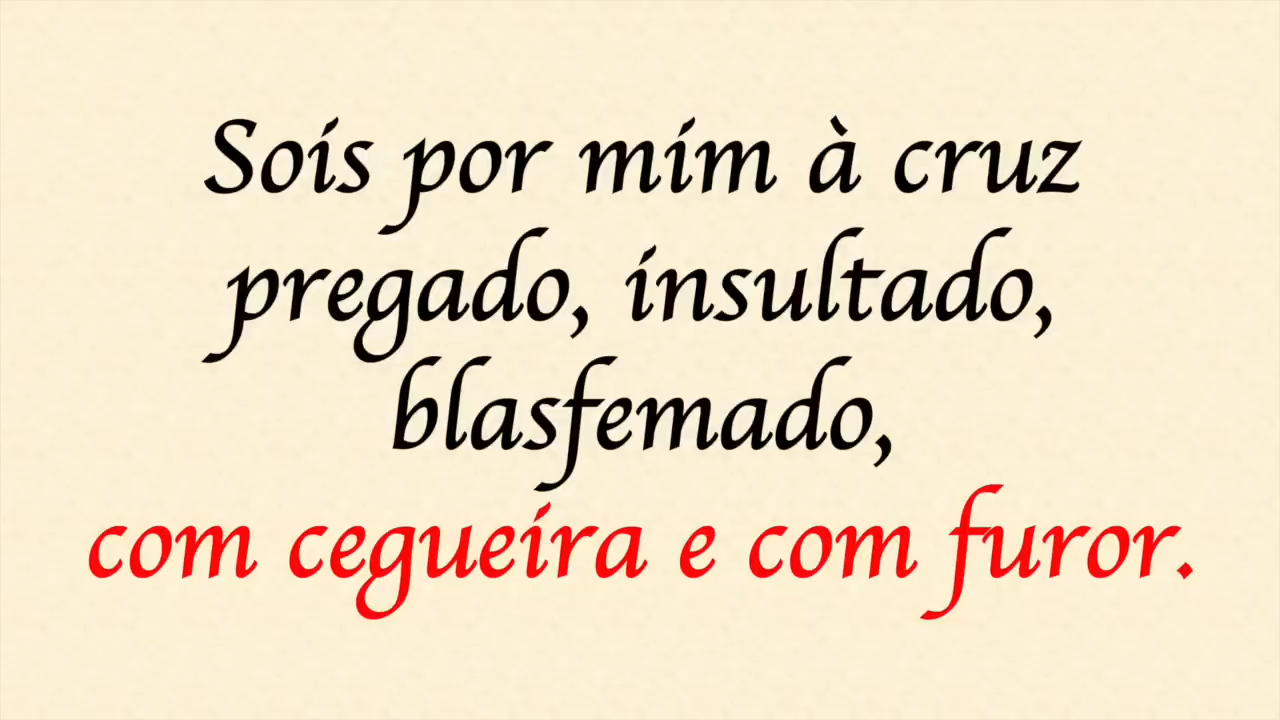 Sois por mim à cruz
pregado, insultado,
blasfemado,
com cegueira e com furor.